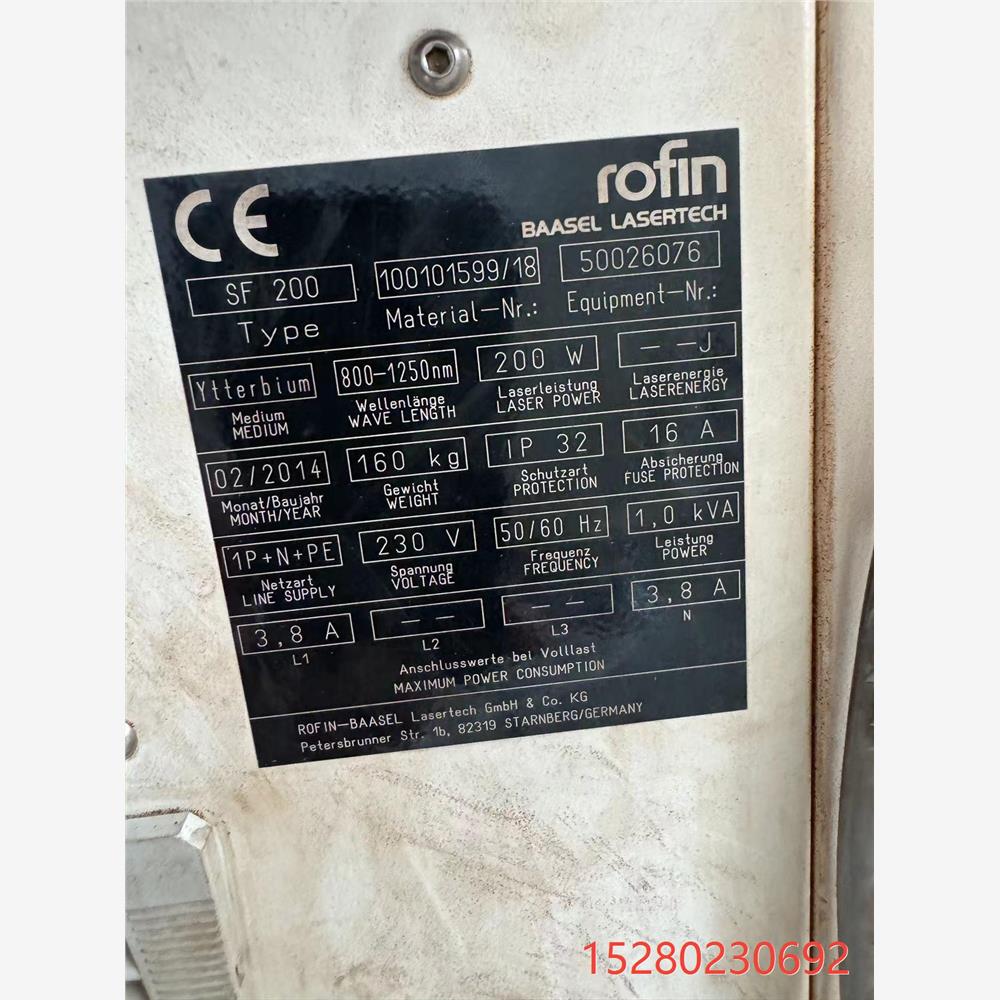 CE
rofin
BAASEL LASERTECH
SF 200 100101599/18 50026076
Type Material-Nr.: Equipment-Nr.:
Ytterbium 800-1250nm 200 W - -J
Medium Wellenlänge Laserleistung Laserenergie
MEDIUM WAVE LENGTH LASER POWER LASERENERGY
02/2014 160 kg IP 32 16 A
Monat/Baujahr Gewicht Schutzart Absicherung
MONTH/YEAR WEIGHT PROTECTION FUSE PROTECTION
1P+N+PE 230 V 50/60 Hz 1,0 kVA
Netzart Spannung Frequenz Leistung
LINE SUPPLY VOLTAGE FREQUENCY POWER
3,8 A - - - - 3,8 A
L1 L2 L3 N
Anschlusswerte bei Volllast
MAXIMUM POWER CONSUMPTION
ROFIN-BAASEL Lasertech GmbH & Co. KG
Petersbrunner Str. 1b, 82319 STARNBERG/GERMANY
15280230692